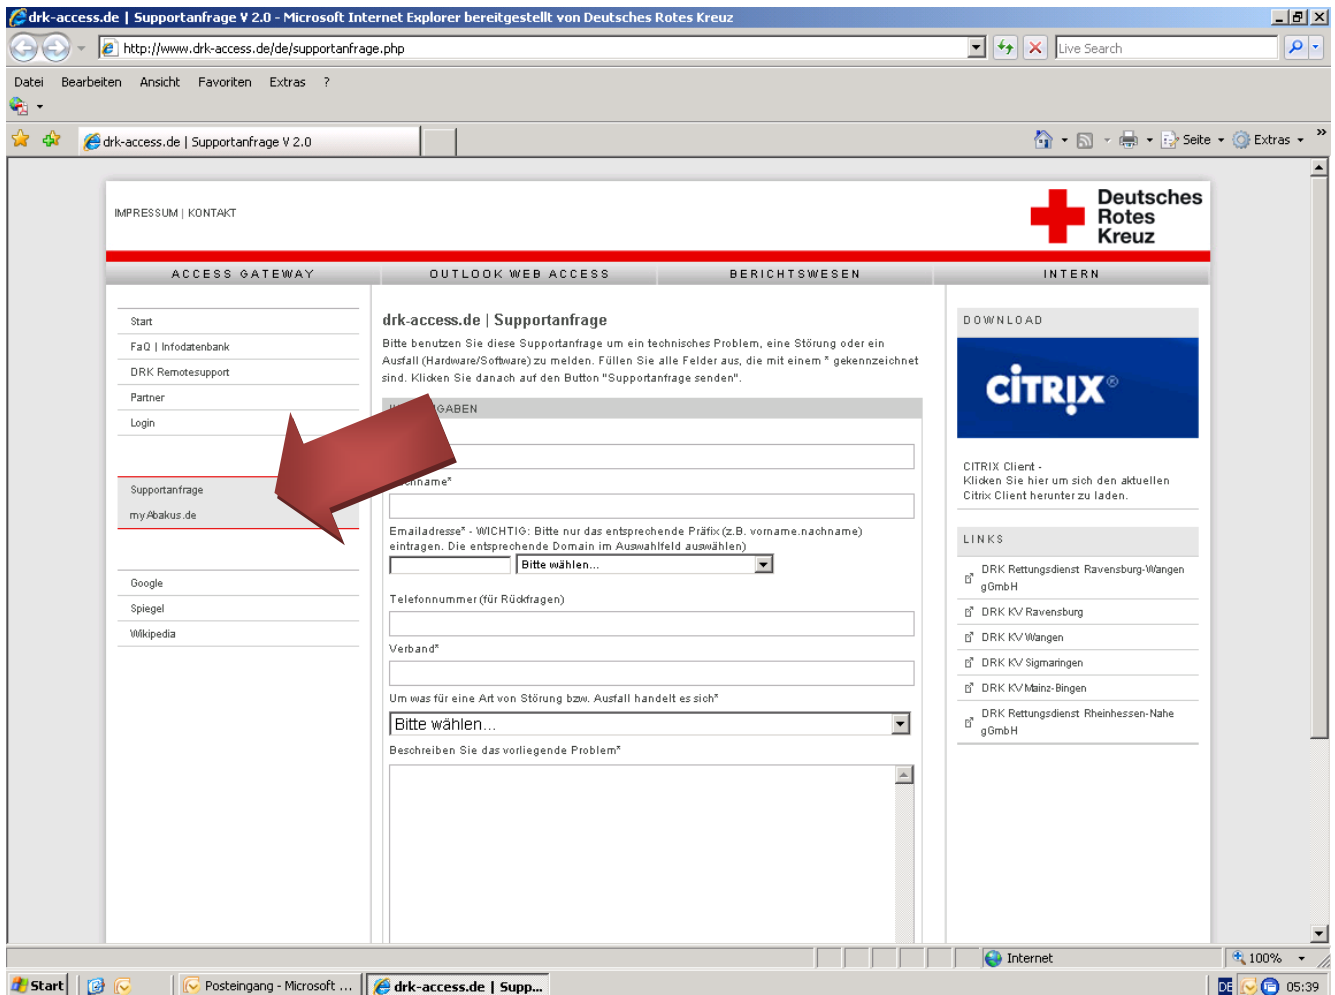 drk-access.de | Supportanfrage V 2.0 - Microsoft Internet Explorer bereitgestellt von Deutsches Rotes Kreuz
http://www.drk-access.de/de/supportanfrage.php
Live Search
Datei Bearbeiten Ansicht Favoriten Extras ?
drk-access.de | Supportanfrage V 2.0
Seite
Extras
IMPRESSUM | KONTAKT
Deutsches
Rotes
Kreuz
ACCESS GATEWAY
OUTLOOK WEB ACCESS
BERICHTSWESEN
INTERN
Start
FaQ | Infodatenbank
DRK Remotesupport
Partner
Login
Supportanfrage
myAbakus.de
Google
Spiegel
Wikipedia
drk-access.de | Supportanfrage
Bitte benutzen Sie diese Supportanfrage um ein technisches Problem, eine Störung oder ein
Ausfall (Hardware/Software) zu melden. Füllen Sie alle Felder aus, die mit einem * gekennzeichnet
sind. Klicken Sie danach auf den Button "Supportanfrage senden".
Emailadresse* - WICHTIG: Bitte nur das entsprechende Präfix (z.B. vorname.nachname)
eintragen. Die entsprechende Domain im Auswahlfeld auswählen)
Bitte wählen...
Telefonnummer (für Rückfragen)
Verband*
Um was für eine Art von Störung bzw. Ausfall handelt es sich*
Bitte wählen...
Beschreiben Sie das vorliegende Problem*
DOWNLOAD
CITRIX®
CITRIX Client -
Klicken Sie hier um sich den aktuellen
Citrix Client herunter zu laden.
LINKS
DRK Rettungsdienst Ravensburg-Wangen
gGmbH
DRK KV Ravensburg
DRK KV Wangen
DRK KV Sigmaringen
DRK KV Mainz-Bingen
DRK Rettungsdienst Rheinhessen-Nahe
gGmbH
Internet
100%
Start
Posteingang - Microsoft ...
drk-access.de | Supp...
DE
05:39